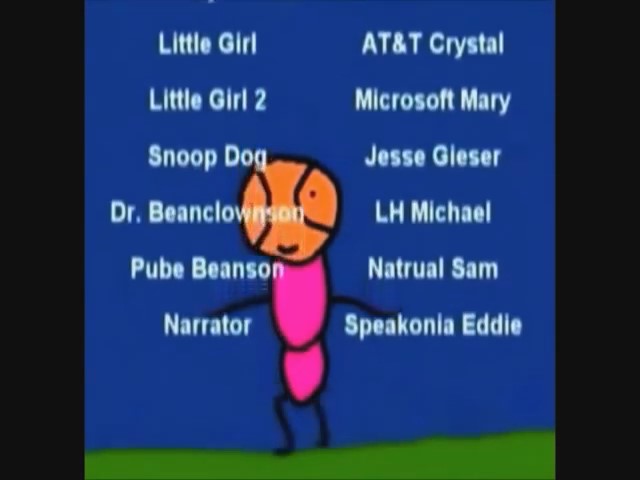 Little Girl AT&T Crystal
Little Girl 2 Microsoft Mary
Snoop Dog Jesse Gieser
Dr. Beanclownson LH Michael
Pube Beanson Natrual Sam
Narrator Speakonia Eddie